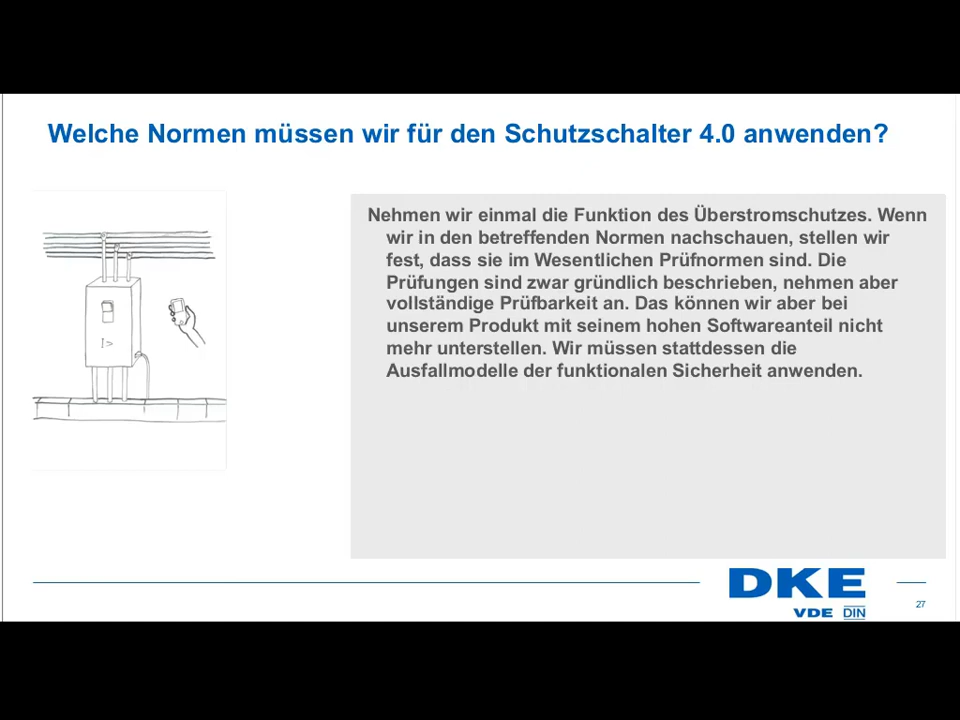 Welche Normen müssen wir für den Schutzschalter 4.0 anwenden?
Nehmen wir einmal die Funktion des Überstromschutzes. Wenn
wir in den betreffenden Normen nachschauen, stellen wir
fest, dass sie im Wesentlichen Prüfnormen sind. Die
Prüfungen sind zwar gründlich beschrieben, nehmen aber
vollständige Prüfbarkeit an. Das können wir aber bei
unserem Produkt mit seinem hohen Softwareanteil nicht
mehr unterstellen. Wir müssen stattdessen die
Ausfallmodelle der funktionalen Sicherheit anwenden.
I>
DKE
VDE DIN
27